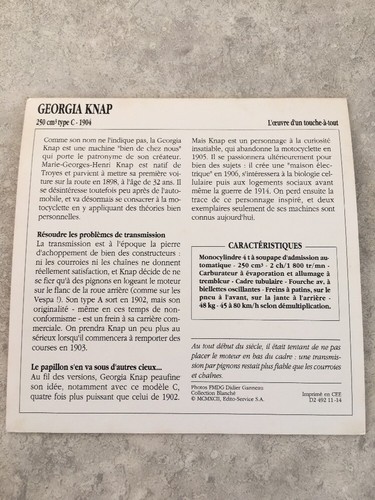 GEORGIA KNAP
250 cm³ type C - 1904
L'œuvre d'un touche-à-tout
Comme son nom ne l'indique pas, la Georgia
Knap est une machine "bien de chez nous"
qui porte le patronyme de son créateur.
Marie-Georges-Henri Knap est natif de
Troyes et parvient à mettre sa première voi-
ture sur la route en 1898, à l'âge de 32 ans. Il
se désintéresse toutefois peu après de l'auto-
mobile, et va désormais se consacrer à la mo-
tocyclette en y appliquant des théories bien
personnelles.
Résoudre les problèmes de transmission
La transmission est à l'époque la pierre
d'achoppement de bien des constructeurs :
ni les courroies ni les chaînes ne donnent
réellement satisfaction, et Knap décide de ne
se fier qu'à des pignons en logeant le moteur
sur le flanc de la roue arrière (comme sur les
Vespa !). Son type A sort en 1902, mais son
originalité - même en ces temps de non-
conformisme - est un frein à sa carrière com-
merciale. On prendra Knap un peu plus au
sérieux lorsqu'il commencera à remporter des
courses en 1903.
Le papillon s'en va sous d'autres cieux...
Au fil des versions, Georgia Knap peaufine
son idée, notamment avec ce modèle C,
quatre fois plus puissant que celui de 1902.
Mais Knap est un personnage à la curiosité
insatiable, qui abandonne la motocyclette en
1905. Il se passionnera ultérieurement pour
bien des sujets : il crée une "maison élec-
trique" en 1906, s'intéressera à la biologie cel-
lulaire puis aux logements sociaux avant
même la guerre de 1914. On perd ensuite la
trace de ce personnage inspiré, et deux
exemplaires seulement de ses machines sont
connus aujourd'hui.
CARACTÉRISTIQUES
Monocylindre 4 t à soupape d'admission au-
tomatique - 250 cm³ - 2 ch/1 800 tr/mn -
Carburateur à évaporation et allumage à
trembleur - Cadre tubulaire - Fourche av. à
biellettes oscillantes - Freins à patins, sur le
pneu à l'avant, sur la jante à l'arrière -
48 kg - 45 à 80 km/h selon démultiplication.
Au tout début du siècle, il était tentant de ne pas
placer le moteur en bas du cadre : une transmis-
sion par pignons restait plus fiable que les courroies
et chaînes.
Photos PMDG Didier Ganneau
Collection Blanché
© MCMXCII, Edito-Service S.A.
Imprimé en CEE
D2 492 11-14